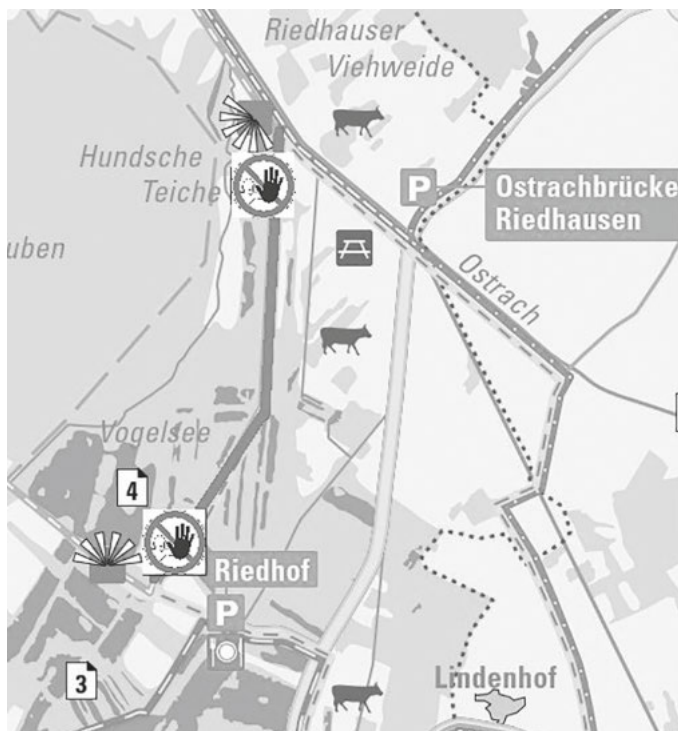 Riedhauser
Viehweide
Hundsche
Teiche
P
Ostrachbrücke
Riedhausen
uben
Ostrach
Vogelsee
4
Riedhof
P
3
Lindenhof